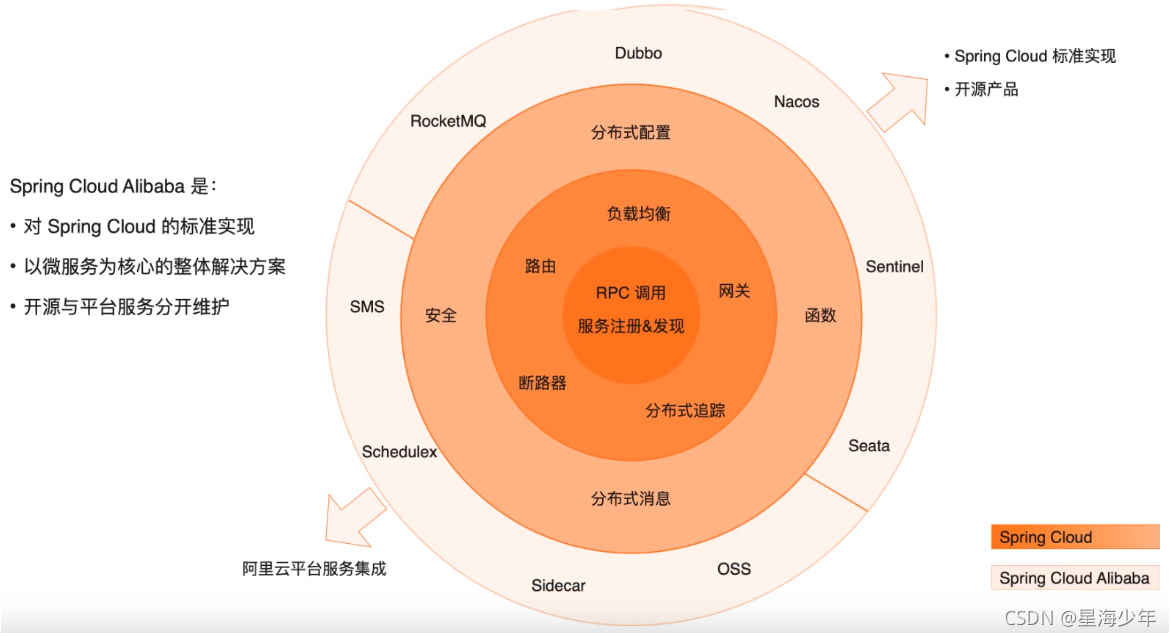 Spring Cloud Alibaba 是：
• 对 Spring Cloud 的标准实现
• 以微服务为核心的整体解决方案
• 开源与平台服务分开维护
Dubbo
Nacos
RocketMQ
分布式配置
负载均衡
路由
网关
RPC 调用
服务注册&发现
Sentinel
SMS
安全
函数
断路器
分布式追踪
Schedulex
Seata
分布式消息
Sidecar
OSS
• Spring Cloud 标准实现
• 开源产品
阿里云平台服务集成
Spring Cloud
Spring Cloud Alibaba
CSDN @星海少年